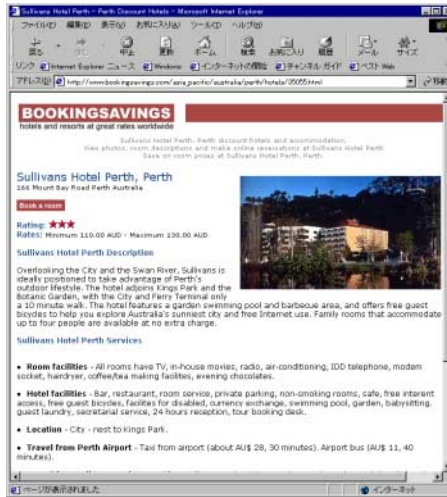 Sullivans Hotel Perth - Perth Discount Hotels - Microsoft Internet Explorer
ファイル(F) 編集(E) 表示(V) お気に入り(A) ツール(T) ヘルプ(H)
戻る 中止 更新 ホーム 検索 お気に入り 履歴 メール サイズ
リンク Internet Explorer ニュース Windows インターネットの開始 チャンネル ガイド ベスト Web
アドレス(D) http://www.bookingsavings.com/asia_pacific/australia/perth/hotels/35055.html 移動
BOOKINGSAVINGS
hotels and resorts at great rates worldwide
Sullivans Hotel Perth, Perth discount hotels and accommodation.
View photos, room descriptions and make online reservations at Sullivans Hotel Perth
Save on room prices at Sullivans Hotel Perth, Perth.
Sullivans Hotel Perth, Perth
166 Mount Bay Road Perth Australia
Book a room
Rating: ★★★
Rates: Minimum 110.00 AUD - Maximum 130.00 AUD
Sullivans Hotel Perth Description
Overlooking the City and the Swan River, Sullivans is
ideally positioned to take advantage of Perth's
outdoor lifestyle. The hotel adjoins Kings Park and the
Botanic Garden, with the City and Ferry Terminal only
a 10 minute walk. The hotel features a garden swimming pool and barbecue area, and offers free guest
bicycles to help you explore Australia's sunniest city and free Internet use. Family rooms that accommodate
up to four people are available at no extra charge.
Sullivans Hotel Perth Services
• Room facilities - All rooms have TV, in-house movies, radio, air-conditioning, IDD telephone, modem
socket, hairdryer, coffee/tea making facilites, evening chocolates.
• Hotel facilities - Bar, restaurant, room service, private parking, non-smoking rooms, safe, free interent
access, free guest bicycles, facilites for disabled, currency exchange, swimming pool, garden, babysitting.
guest laundry, secretarial service, 24 hours reception, tour booking desk.
• Location - City - nest to Kings Park.
• Travel from Perth Airport - Taxi from airport (about AU$ 28, 30 minutes). Airport bus (AU$ 11, 40
minutes).
ページが表示されました インターネット